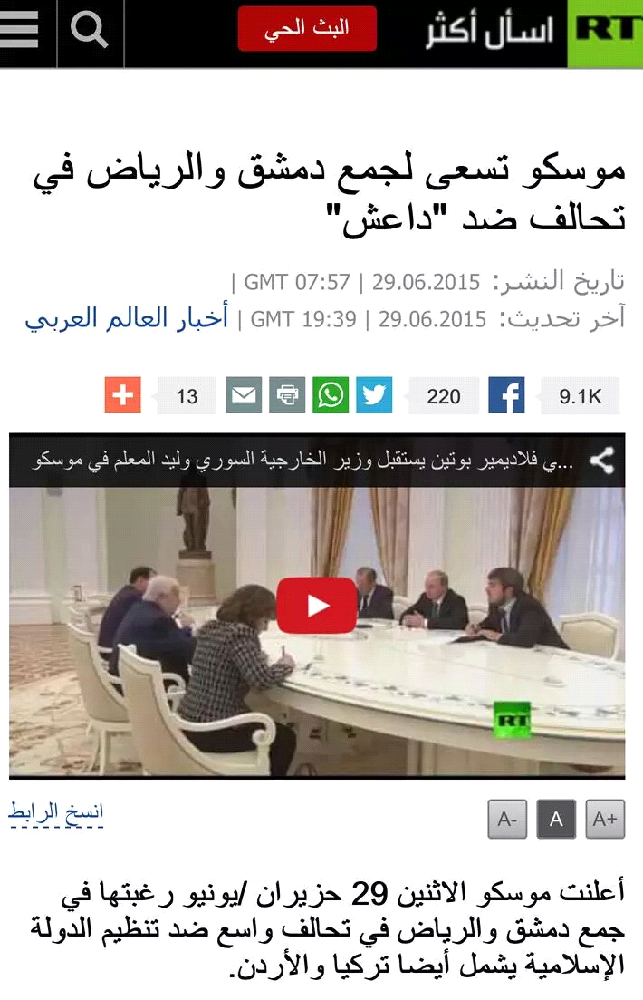 RT اسأل أكثر البث الحي
موسكو تسعى لجمع دمشق والرياض في
تحالف ضد "داعش"
تاريخ النشر: 29.06.2015 | 07:57 GMT |
آخر تحديث: 29.06.2015 | 19:39 GMT | أخبار العالم العربي
9.1K 220 13
...ي فلاديمير بوتين يستقبل وزير الخارجية السوري وليد المعلم في موسكو
RT
A+ A A- انسخ الرابط
أعلنت موسكو الاثنين 29 حزيران /يونيو رغبتها في
جمع دمشق والرياض في تحالف واسع ضد تنظيم الدولة
الإسلامية يشمل أيضا تركيا والأردن.